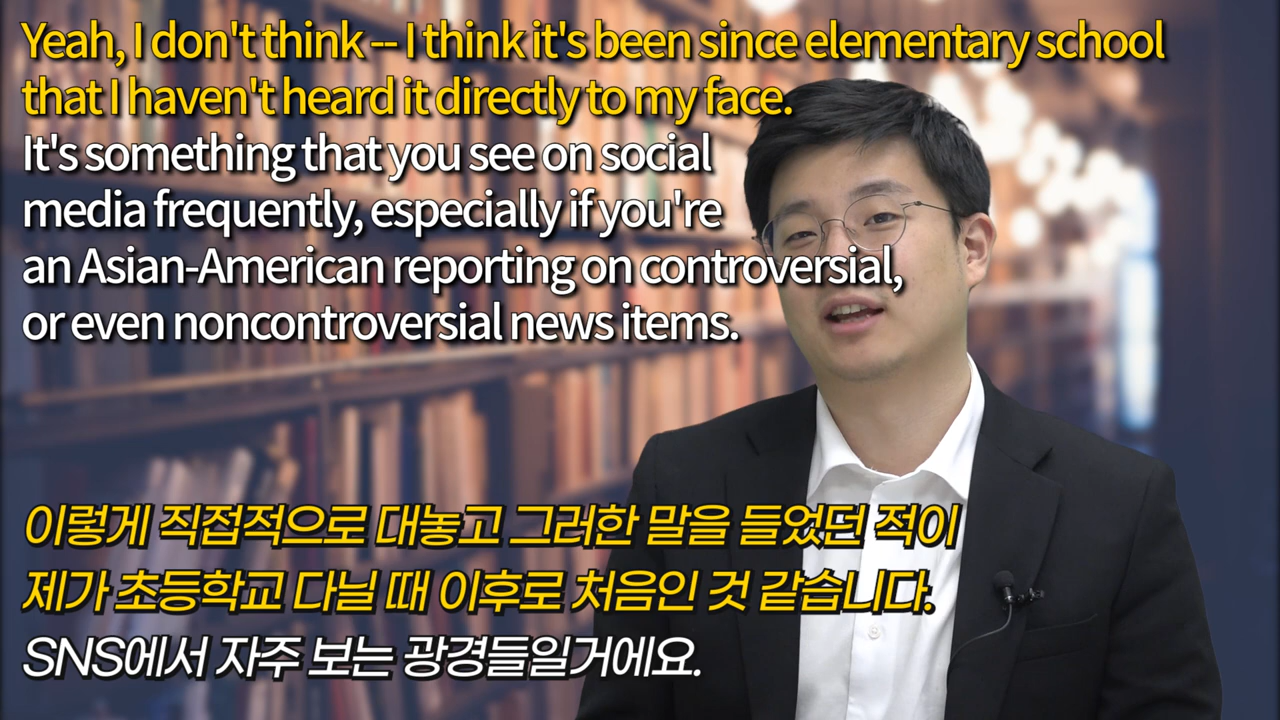 Yeah, I don't think -- I think it's been since elementary school
that I haven't heard it directly to my face.
It's something that you see on social
media frequently, especially if you're
an Asian-American reporting on controversial,
or even noncontroversial news items.
이렇게 직접적으로 대놓고 그러한 말을 들었던 적이
제가 초등학교 다닐 때 이후로 처음인 것 같습니다.
SNS에서 자주 보는 광경들일거에요.